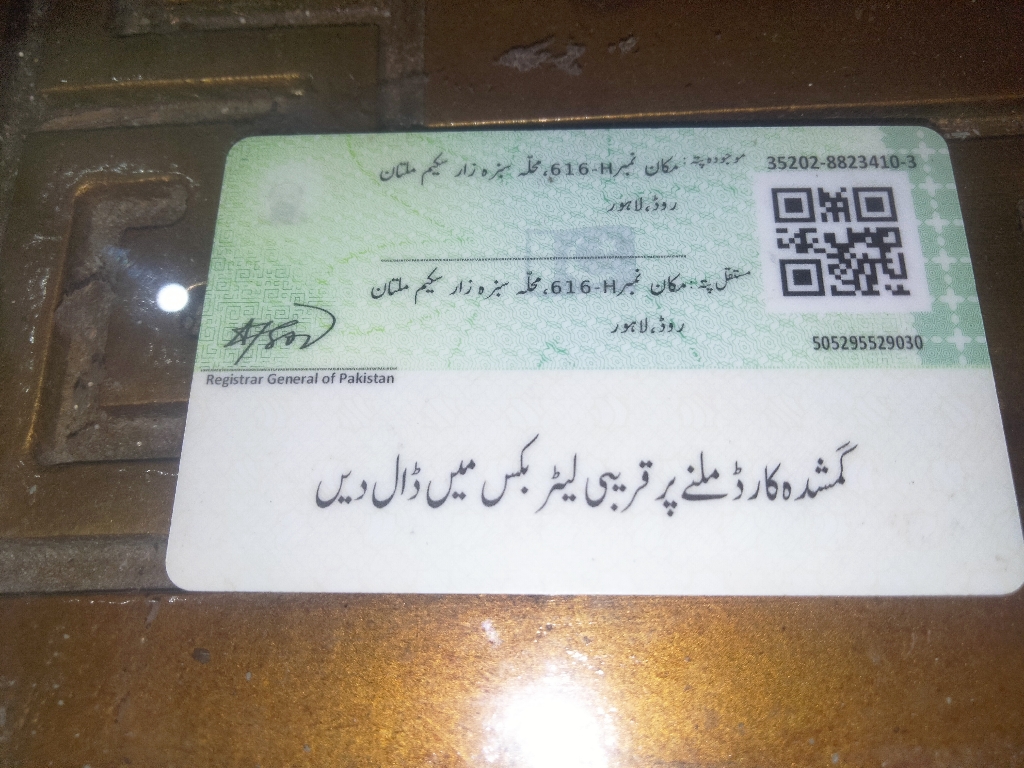 35202-8823410-3
موجودہ پتہ: مکان نمبر 616-H، محلّہ سبزہ زار سکیم ملتان
روڈ، لاہور
مستقل پتہ: مکان نمبر 616-H، محلّہ سبزہ زار سکیم ملتان
روڈ، لاہور
505295529030
Registrar General of Pakistan
گمشدہ کارڈ ملنے پر قریبی لیٹر بکس میں ڈال دیں